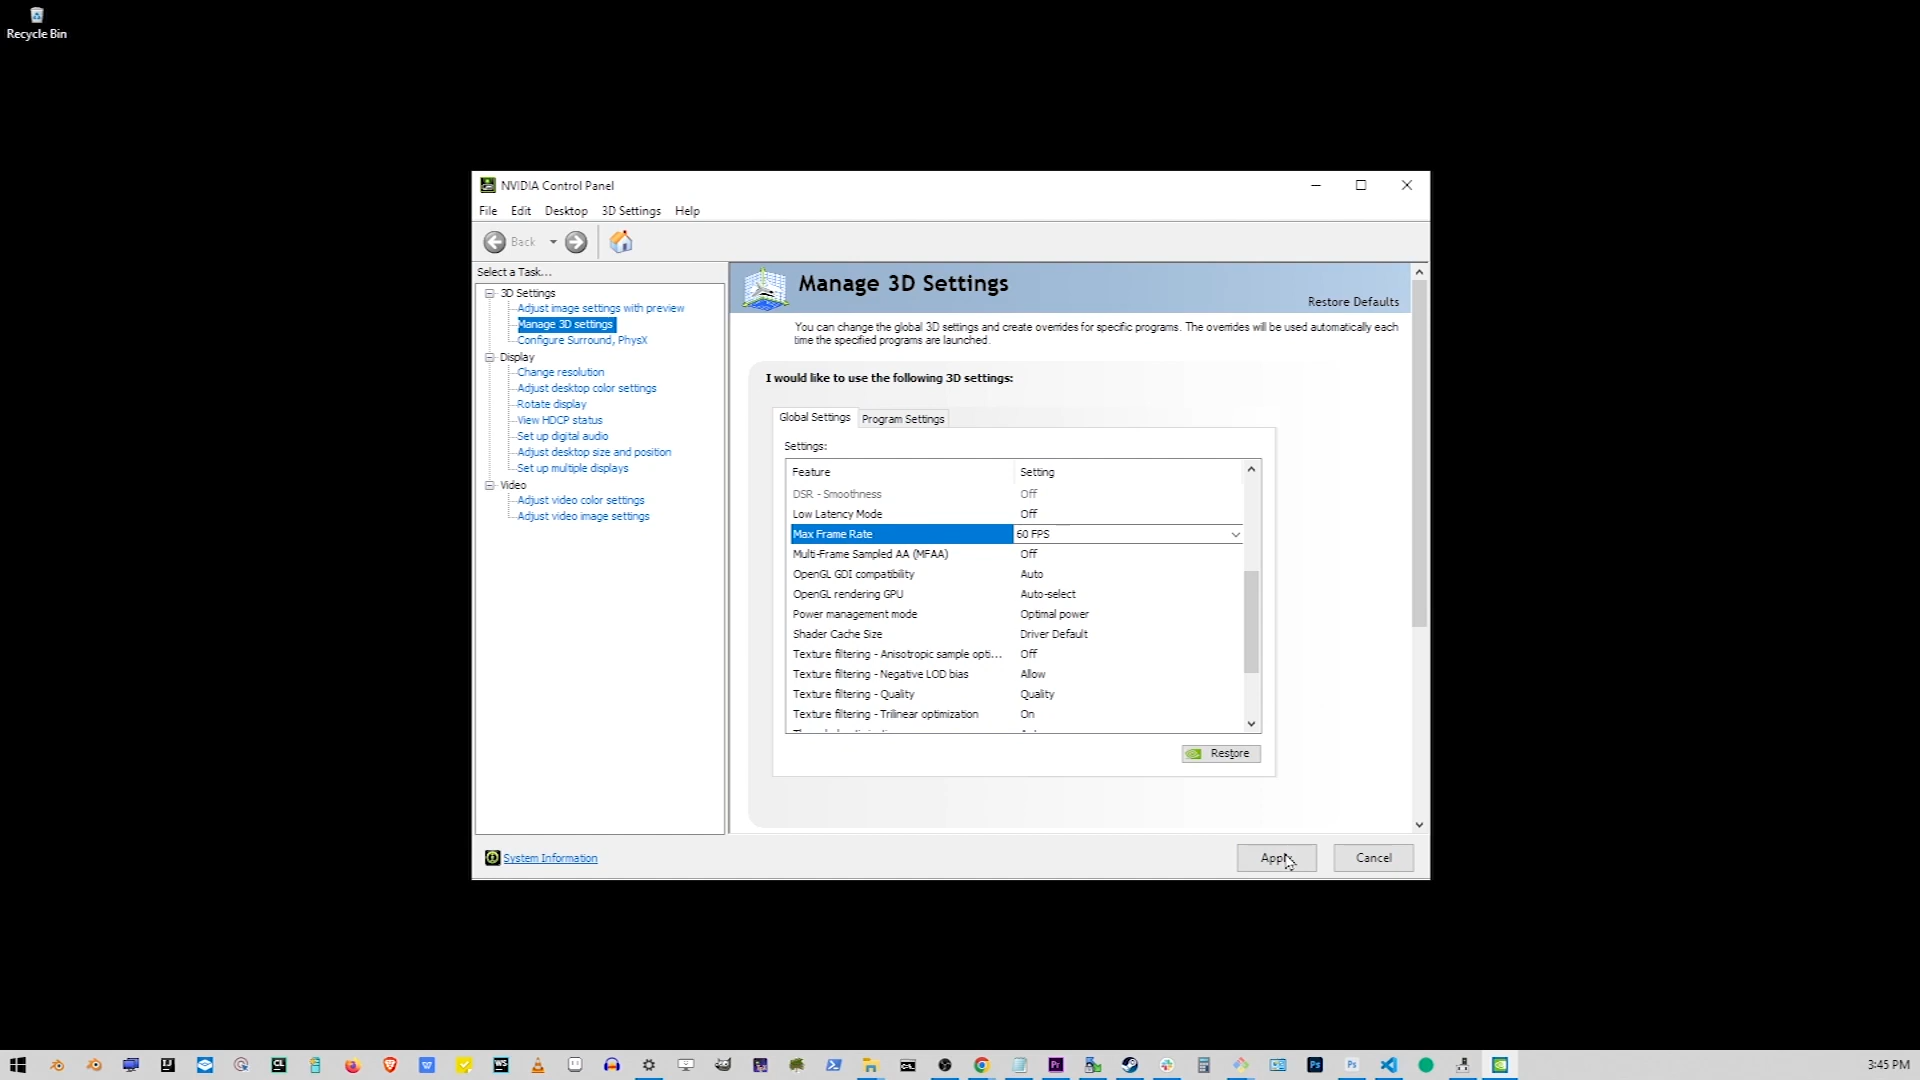 Recycle Bin
NVIDIA Control Panel
File Edit Desktop 3D Settings Help
Back
Select a Task...
3D Settings
Adjust image settings with preview
Manage 3D settings
Configure Surround, PhysX
Display
Change resolution
Adjust desktop color settings
Rotate display
View HDCP status
Set up digital audio
Adjust desktop size and position
Set up multiple displays
Video
Adjust video color settings
Adjust video image settings
System Information
Manage 3D Settings
Restore Defaults
You can change the global 3D settings and create overrides for specific programs. The overrides will be used automatically each
time the specified programs are launched.
I would like to use the following 3D settings:
Global Settings Program Settings
Settings:
Feature Setting
DSR - Smoothness Off
Low Latency Mode Off
Max Frame Rate 60 FPS
Multi-Frame Sampled AA (MFAA) Off
OpenGL GDI compatibility Auto
OpenGL rendering GPU Auto-select
Power management mode Optimal power
Shader Cache Size Driver Default
Texture filtering - Anisotropic sample opti... Off
Texture filtering - Negative LOD bias Allow
Texture filtering - Quality Quality
Texture filtering - Trilinear optimization On
Restore
Apply Cancel
3:45 PM